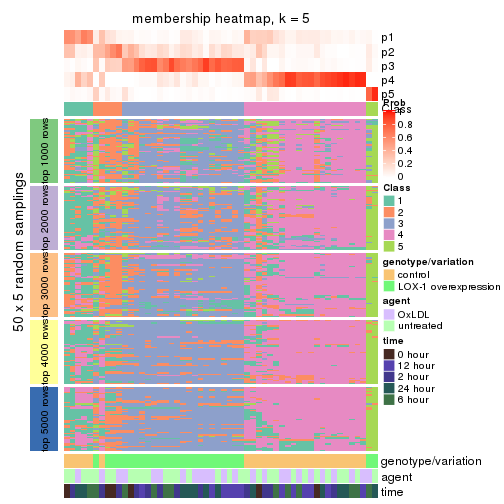 membership heatmap, k = 5
p1
p2
p3
p4
p5
Class
50 x 5 random samplings
top 1000 rows
top 2000 rows
top 3000 rows
top 4000 rows
top 5000 rows
Prob
1
0.8
0.6
0.4
0.2
0
Class
1
2
3
4
5
genotype/variation
control
LOX-1 overexpression
agent
OxLDL
untreated
time
0 hour
12 hour
2 hour
24 hour
6 hour
genotype/variation
agent
time